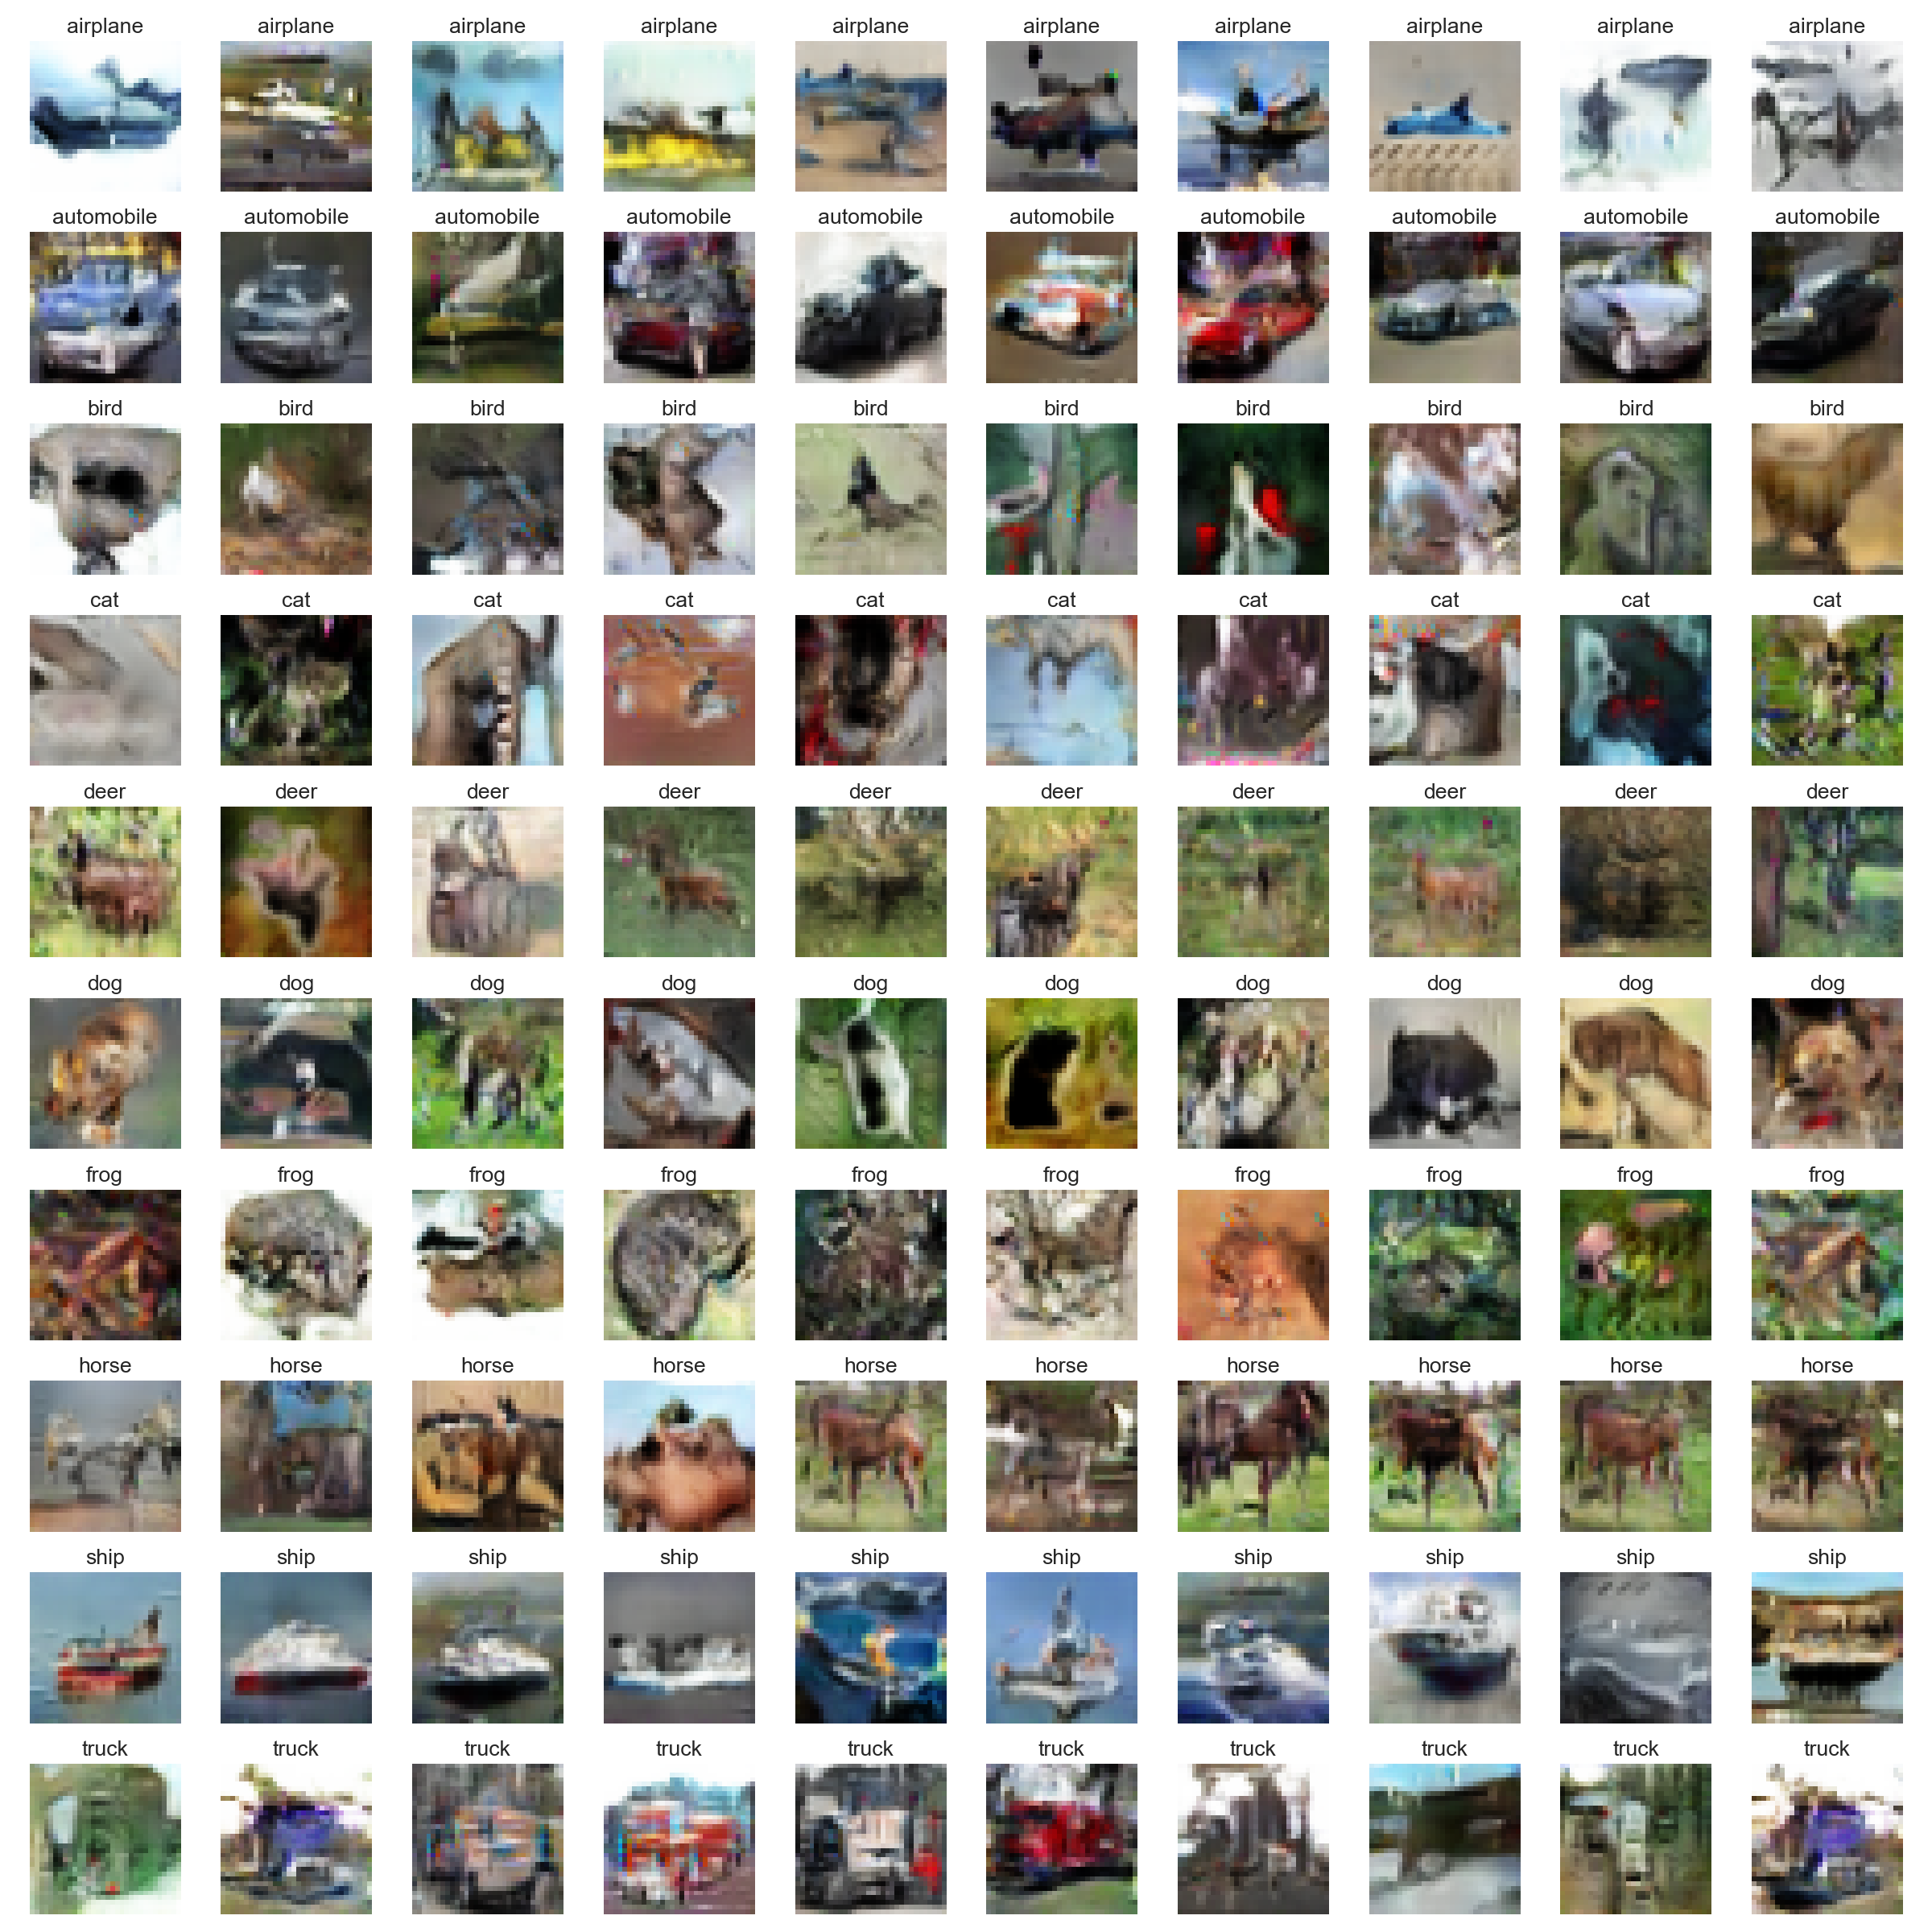 airplane airplane airplane airplane airplane airplane airplane airplane airplane airplane
automobile automobile automobile automobile automobile automobile automobile automobile automobile automobile
bird bird bird bird bird bird bird bird bird bird
cat cat cat cat cat cat cat cat cat cat
deer deer deer deer deer deer deer deer deer deer
dog dog dog dog dog dog dog dog dog dog
frog frog frog frog frog frog frog frog frog frog
horse horse horse horse horse horse horse horse horse horse
ship ship ship ship ship ship ship ship ship ship
truck truck truck truck truck truck truck truck truck truck